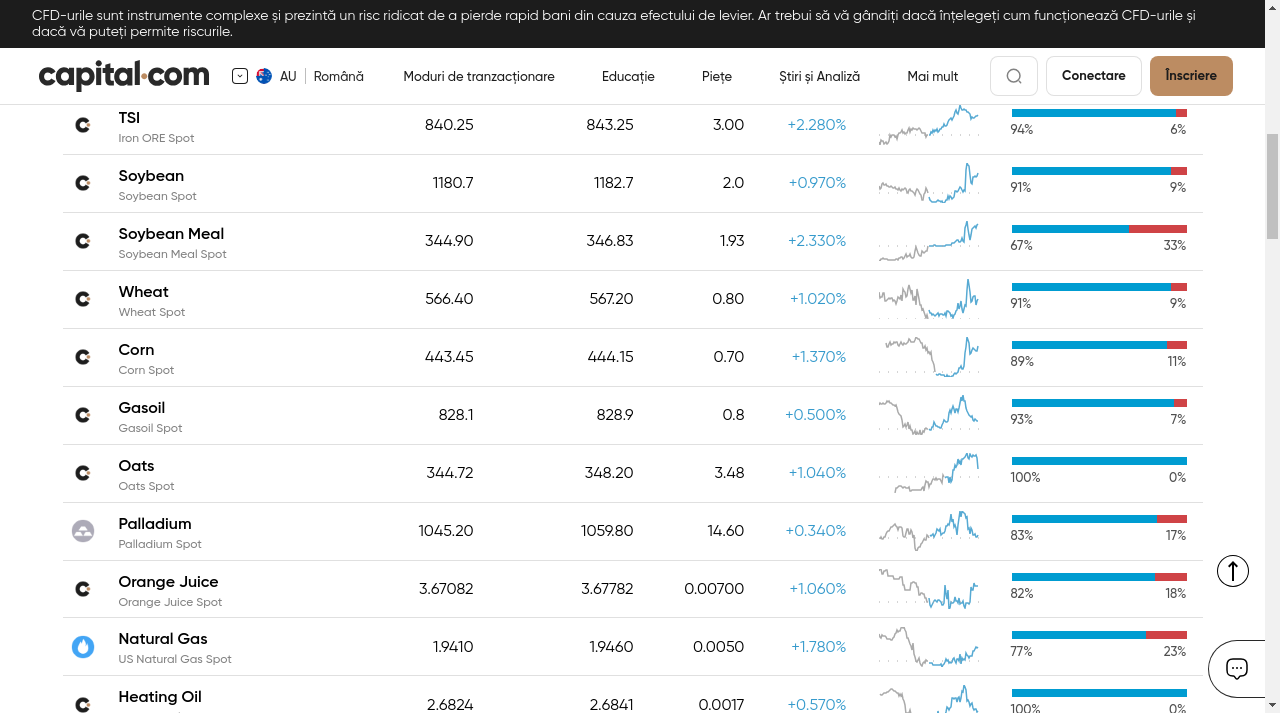 CFD-urile sunt instrumente complexe și prezintă un risc ridicat de a pierde rapid bani din cauza efectului de levier. Ar trebui să vă gândiți dacă înțelegeți cum funcționează CFD-urile și
dacă vă puteți permite riscurile.
capital.com AU Română Moduri de tranzacționare Educație Piețe Știri și Analiză Mai mult Conectare Înscriere
TSI 840.25 843.25 3.00 +2.280%
Iron ORE Spot 94% 6%
Soybean 1180.7 1182.7 2.0 +0.970%
Soybean Spot 91% 9%
Soybean Meal 344.90 346.83 1.93 +2.330%
Soybean Meal Spot 67% 33%
Wheat 566.40 567.20 0.80 +1.020%
Wheat Spot 91% 9%
Corn 443.45 444.15 0.70 +1.370%
Corn Spot 89% 11%
Gasoil 828.1 828.9 0.8 +0.500%
Gasoil Spot 93% 7%
Oats 344.72 348.20 3.48 +1.040%
Oats Spot 100% 0%
Palladium 1045.20 1059.80 14.60 +0.340%
Palladium Spot 83% 17%
Orange Juice 3.67082 3.67782 0.00700 +1.060%
Orange Juice Spot 82% 18%
Natural Gas 1.9410 1.9460 0.0050 +1.780%
US Natural Gas Spot 77% 23%
Heating Oil 2.6824 2.6841 0.0017 +0.570%
100% 0%